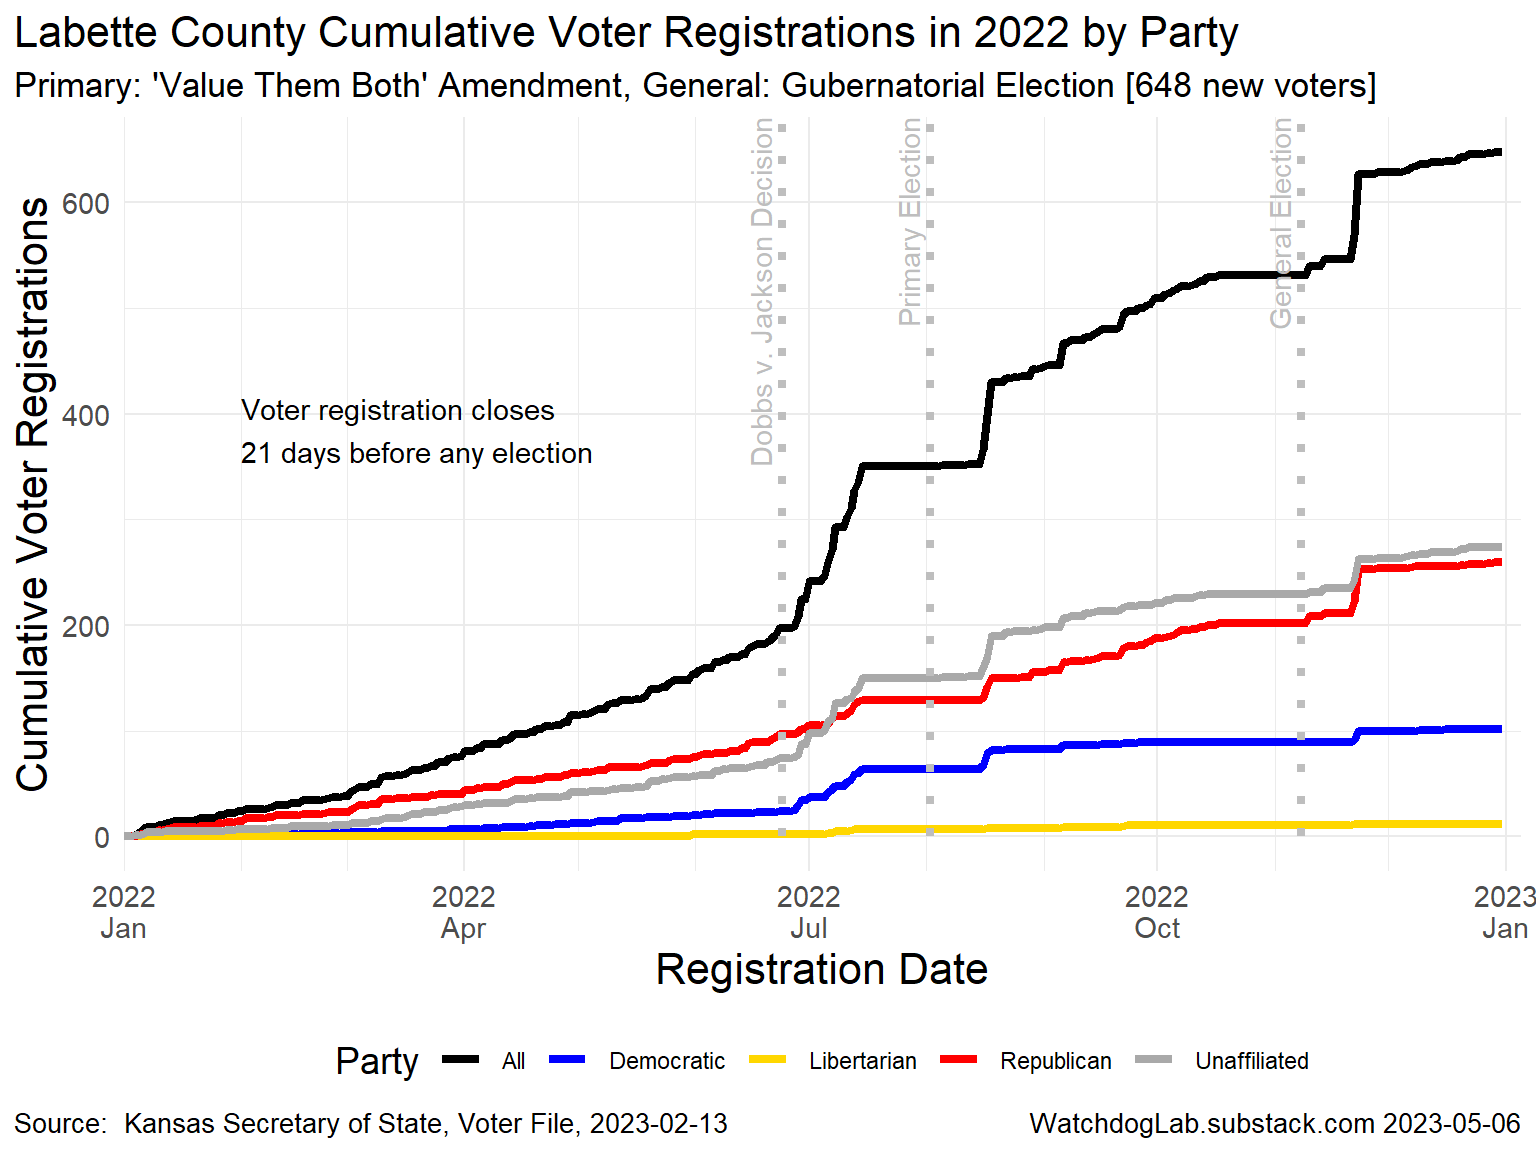 Labette County Cumulative Voter Registrations in 2022 by Party
Primary: 'Value Them Both' Amendment, General: Gubernatorial Election [648 new voters]
Cumulative Voter Registrations
600
400
200
0
Dobbs v. Jackson Decision
Primary Election
General Election
Voter registration closes
21 days before any election
2022 2022 2022 2022 2023
Jan Apr Jul Oct Jan
Registration Date
Party All Democratic Libertarian Republican Unaffiliated
Source: Kansas Secretary of State, Voter File, 2023-02-13
WatchdogLab.substack.com 2023-05-06